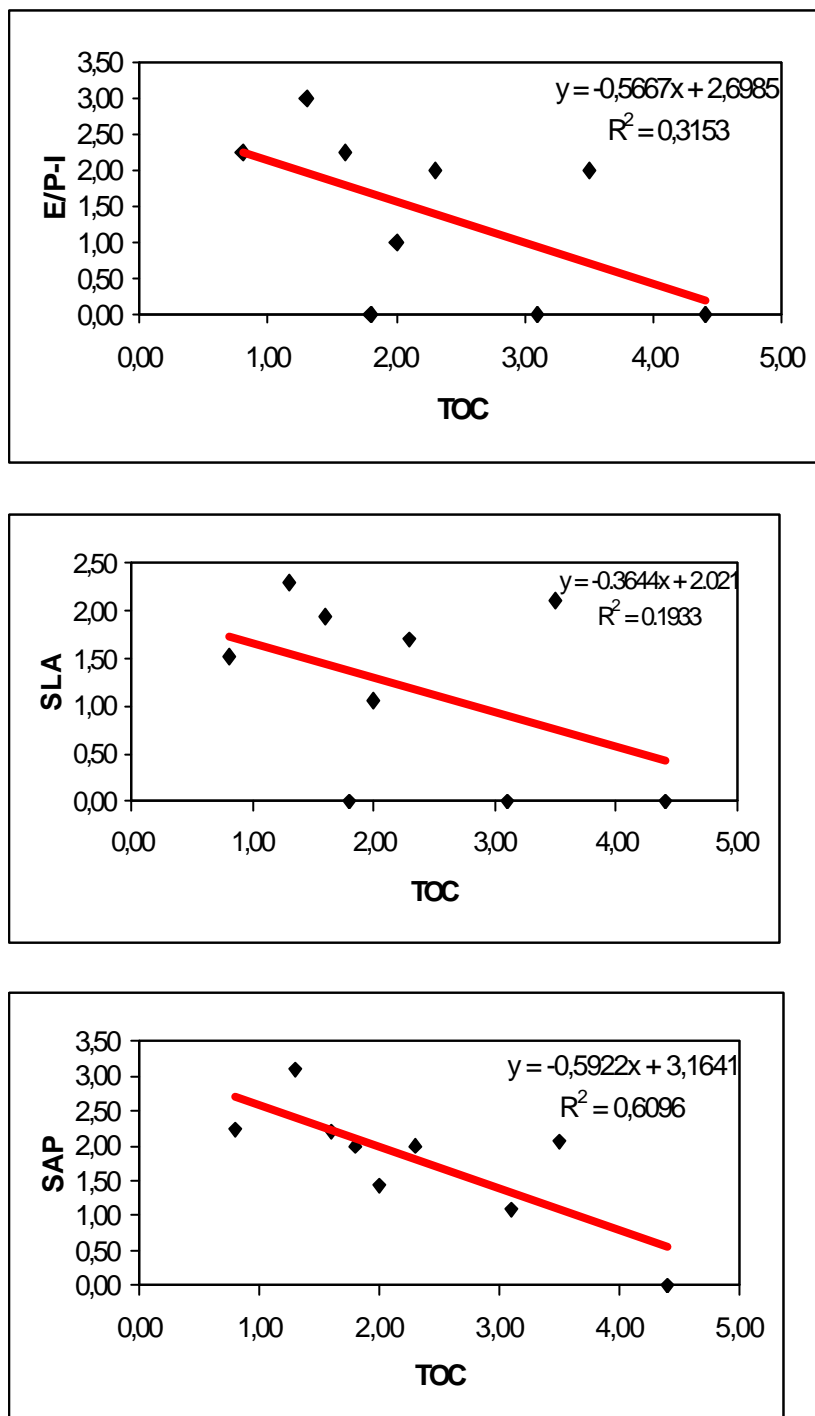 3,50
3,00
2,50
2,00
1,50
1,00
0,50
0,00
E/P-I
y = -0,5667x + 2,6985
R² = 0,3153
0,00 1,00 2,00 3,00 4,00 5,00
TOC
2,50
2,00
1,50
1,00
0,50
0,00
SLA
y = -0.3644x + 2.021
R² = 0.1933
0,00 1,00 2,00 3,00 4,00 5,00
TOC
3,50
3,00
2,50
2,00
1,50
1,00
0,50
0,00
SAP
y = -0,5922x + 3,1641
R² = 0,6096
0,00 1,00 2,00 3,00 4,00 5,00
TOC